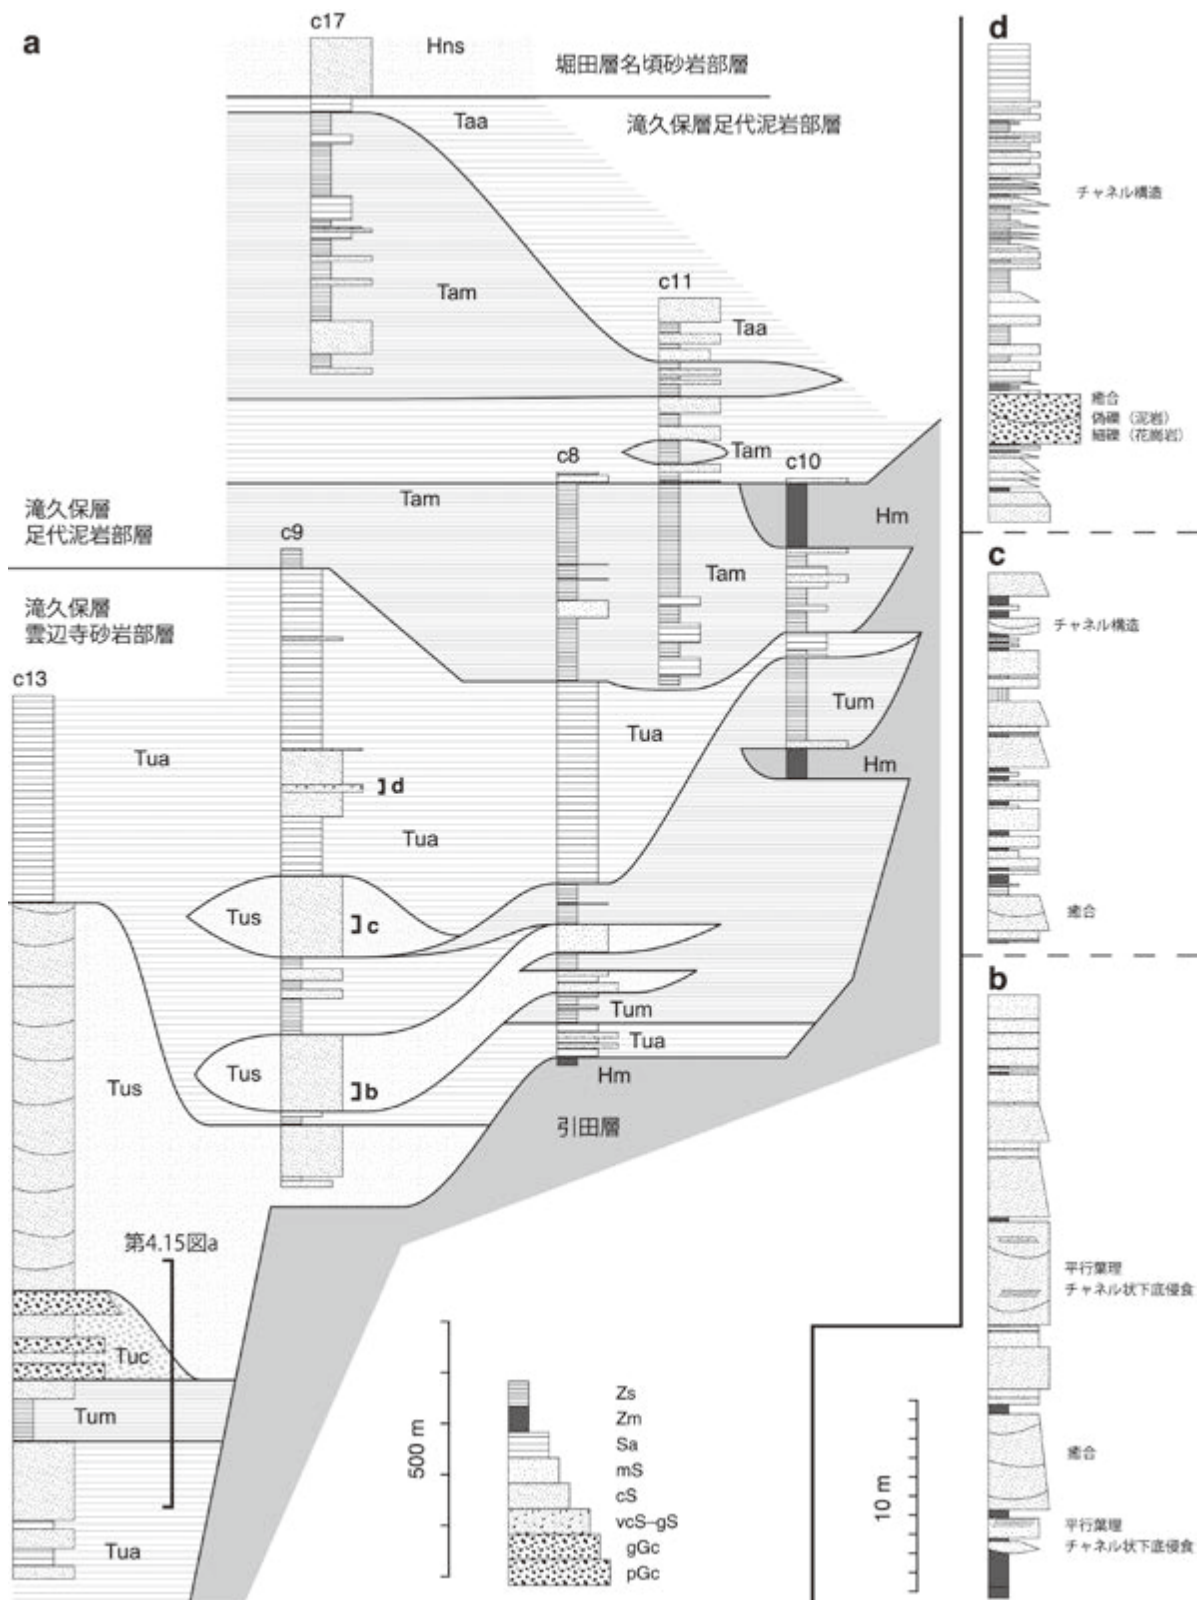 a
c17
Hns
堀田層名頃砂岩部層
Taa
滝久保層足代泥岩部層
Tam
c11
Taa
c8
Tam
c10
Tam
Hm
滝久保層
足代泥岩部層
c9
Tam
滝久保層
雲辺寺砂岩部層
c13
Tum
Tua
Tua
Hm
d
Tua
Tus
c
Tum
Tua
Tus
b
Hm
Tus
引田層
第4.15図a
Tuc
Tum
Tua
500 m
Zs
Zm
Sa
mS
cS
vcS–gS
gGc
pGc
10 m
d
チャネル構造
癒合
偽礫（泥岩）
細礫（花崗岩）
c
チャネル構造
癒合
b
平行葉理
チャネル状下底侵食
癒合
平行葉理
チャネル状下底侵食